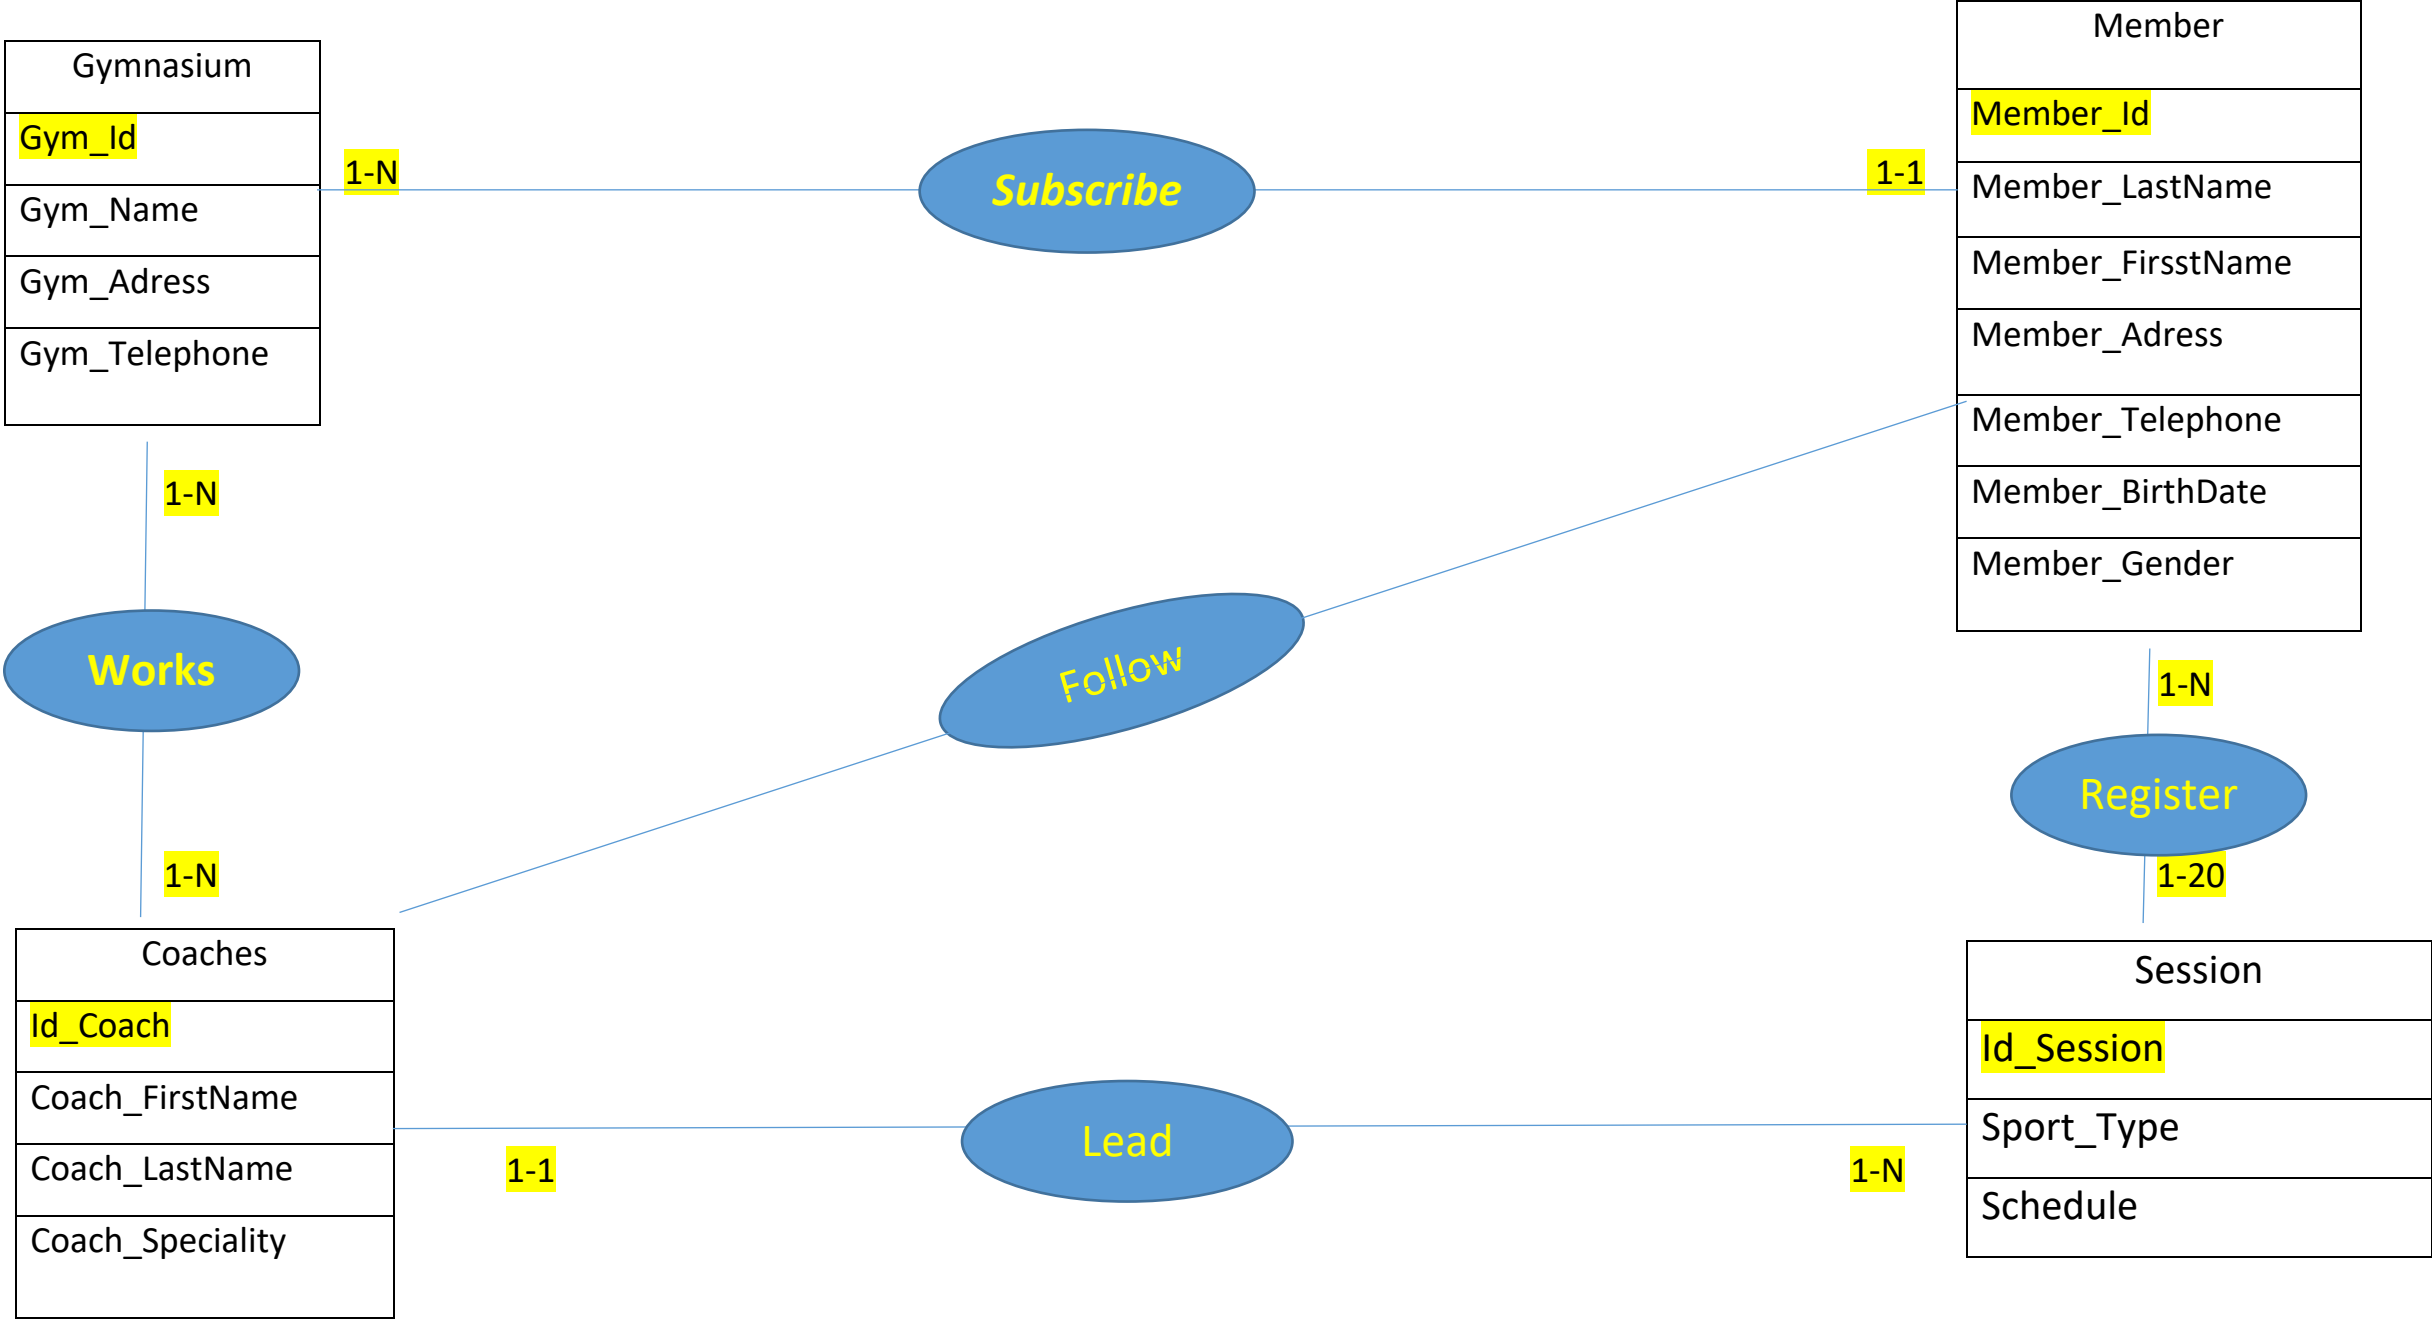 Gymnasium
Gym_Id
Gym_Name
Gym_Adress
Gym_Telephone
1-N
Subscribe
1-1
Member
Member_Id
Member_LastName
Member_FirsstName
Member_Adress
Member_Telephone
Member_BirthDate
Member_Gender
1-N
Works
1-N
Follow
1-N
Register
1-20
Coaches
Id_Coach
Coach_FirstName
Coach_LastName
Coach_Speciality
1-1
Lead
1-N
Session
Id_Session
Sport_Type
Schedule